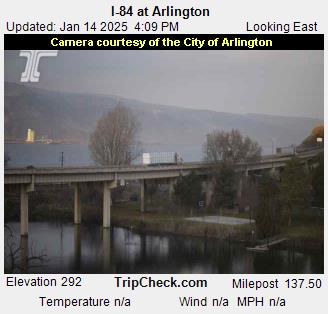 I-84 at Arlington
Updated: Jan 14 2025 4:09 PM Looking East
Camera courtesy of the City of Arlington
Elevation 292 TripCheck.com Milepost 137.50
Temperature n/a Wind n/a MPH n/a